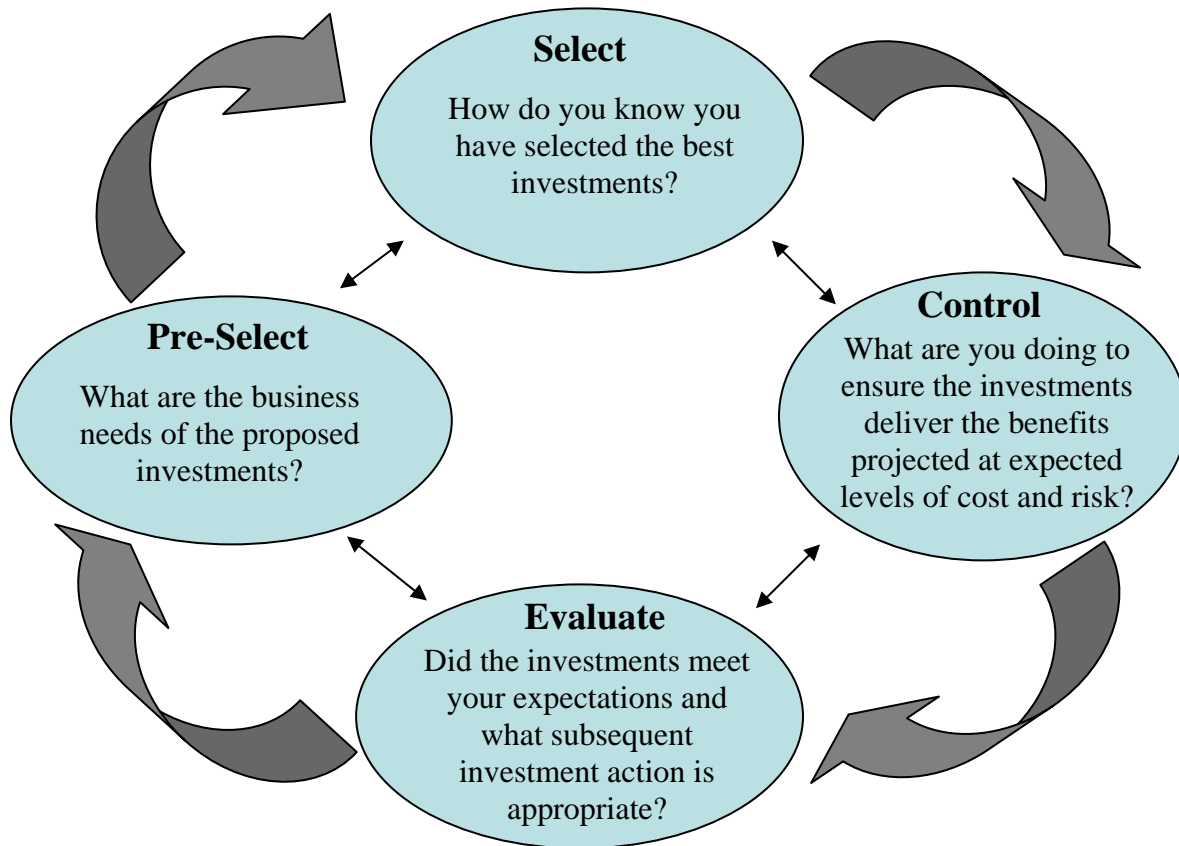 Select
How do you know you
have selected the best
investments?
Pre-Select
What are the business
needs of the proposed
investments?
Control
What are you doing to
ensure the investments
deliver the benefits
projected at expected
levels of cost and risk?
Evaluate
Did the investments meet
your expectations and
what subsequent
investment action is
appropriate?